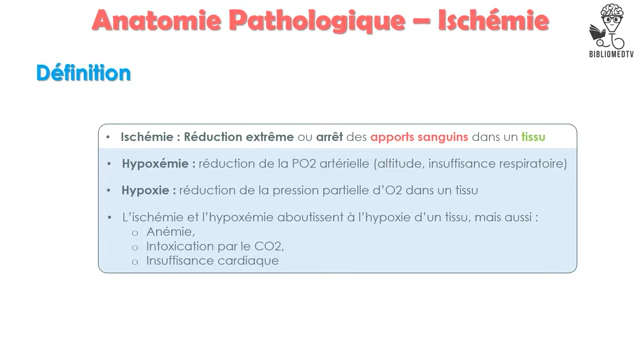 Anatomie Pathologique – Ischémie
BIBLIOMEDTV
Définition
• Ischémie : Réduction extrême ou arrêt des apports sanguins dans un tissu
• Hypoxémie : réduction de la PO2 artérielle (altitude, insuffisance respiratoire)
• Hypoxie : réduction de la pression partielle d'O2 dans un tissu
• L'ischémie et l'hypoxémie aboutissent à l'hypoxie d'un tissu, mais aussi :
o Anémie,
o Intoxication par le CO2,
o Insuffisance cardiaque